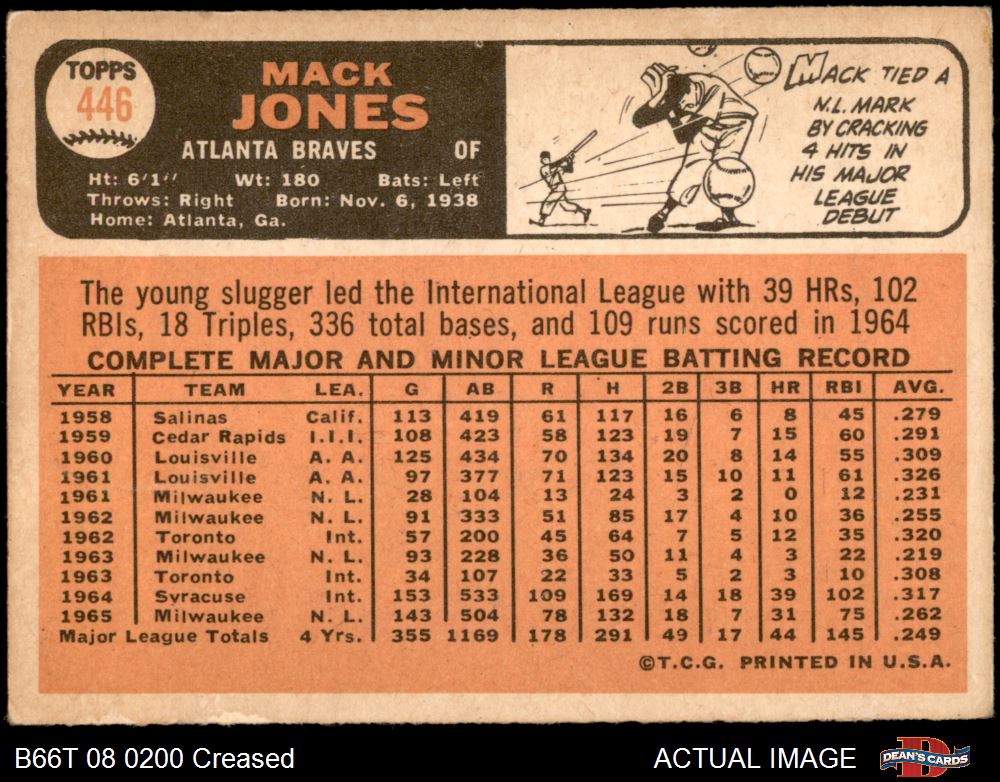 TOPPS
446
MACK
JONES
ATLANTA BRAVES OF
Ht: 6'1" Wt: 180 Bats: Left
Throws: Right Born: Nov. 6, 1938
Home: Atlanta, Ga.
MACK TIED A
N.L. MARK
BY CRACKING
4 HITS IN
HIS MAJOR
LEAGUE
DEBUT
The young slugger led the International League with 39 HRs, 102
RBIs, 18 Triples, 336 total bases, and 109 runs scored in 1964
COMPLETE MAJOR AND MINOR LEAGUE BATTING RECORD
YEAR TEAM LEA. G AB R H 2B 3B HR RBI AVG.
1958 Salinas Calif. 113 419 61 117 16 6 8 45 .279
1959 Cedar Rapids I.I.I. 108 423 58 123 19 7 15 60 .291
1960 Louisville A. A. 125 434 70 134 20 8 14 55 .309
1961 Louisville A. A. 97 377 71 123 15 10 11 61 .326
1961 Milwaukee N. L. 28 104 13 24 3 2 0 12 .231
1962 Milwaukee N. L. 91 333 51 85 17 4 10 36 .255
1962 Toronto Int. 57 200 45 64 7 5 12 35 .320
1963 Milwaukee N. L. 93 228 36 50 11 4 3 22 .219
1963 Toronto Int. 34 107 22 33 5 2 3 10 .308
1964 Syracuse Int. 153 533 109 169 14 18 39 102 .317
1965 Milwaukee N. L. 143 504 78 132 18 7 31 75 .262
Major League Totals 4 Yrs. 355 1169 178 291 49 17 44 145 .249
©T.C.G. PRINTED IN U.S.A.
B66T 08 0200 Creased ACTUAL IMAGE
DEAN'S CARDS